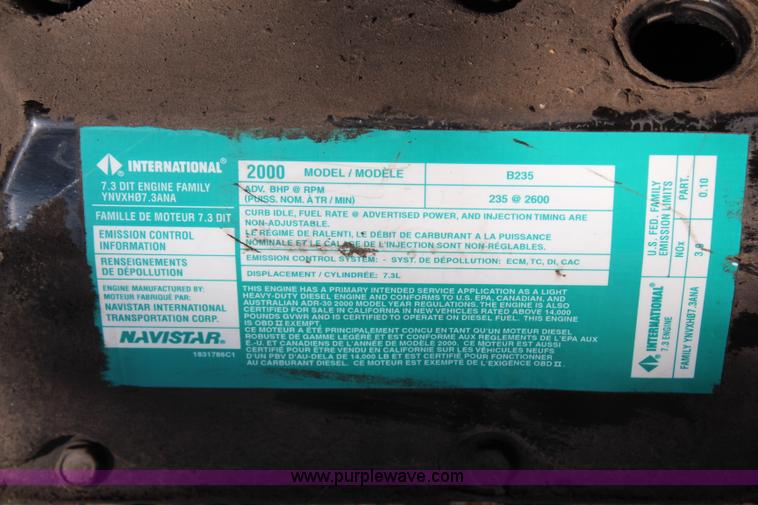 INTERNATIONAL®
7.3 DIT ENGINE FAMILY
YNVXHØ7.3ANA
FAMILLE DE MOTEUR 7.3 DIT
EMISSION CONTROL
INFORMATION
RENSEIGNEMENTS
DE DÉPOLLUTION
ENGINE MANUFACTURED BY:
MOTEUR FABRIQUÉ PAR:
NAVISTAR INTERNATIONAL
TRANSPORTATION CORP.
NAVISTAR®
1831786C1
2000 MODEL / MODÈLE B235
ADV. BHP @ RPM
(PUISS. NOM. À TR / MIN) 235 @ 2600
CURB IDLE, FUEL RATE @ ADVERTISED POWER, AND INJECTION TIMING ARE
NON-ADJUSTABLE.
LE RÉGIME DE RALENTI, LE DÉBIT DE CARBURANT A LA PUISSANCE
NOMINALE ET LE CALAGE DE L'INJECTION SONT NON-RÉGLABLES.
EMISSION CONTROL SYSTEM: - SYST. DE DÉPOLLUTION: ECM, TC, DI, CAC
DISPLACEMENT / CYLINDRÉE: 7.3L
THIS ENGINE HAS A PRIMARY INTENDED SERVICE APPLICATION AS A LIGHT
HEAVY-DUTY DIESEL ENGINE AND CONFORMS TO U.S. EPA, CANADIAN, AND
AUSTRALIAN ADR-30 2000 MODEL YEAR REGULATIONS. THE ENGINE IS ALSO
CERTIFIED FOR SALE IN CALIFORNIA IN NEW VEHICLES RATED ABOVE 14,000
POUNDS GVWR AND IS CERTIFIED TO OPERATE ON DIESEL FUEL. THIS ENGINE
IS OBD II EXEMPT.
CE MOTEUR A ÉTÉ PRINCIPALEMENT CONÇU EN TANT QU'UN MOTEUR DIESEL
ROBUSTE DE GAMME LÉGÈRE ET EST CONFORME AUX RÈGLEMENTS DE L'EPA AUX
É.-U. ET CANADIENS DE L'ANNÉE DE MODÈLE 2000. CE MOTEUR EST AUSSI
CERTIFIÉ POUR ÊTRE VENDU EN CALIFORNIE SUR LES VÉHICULES NEUFS
D'UN PBV D'AU-DELA DE 14,000 LB ET EST CERTIFIÉ POUR FONCTIONNER
AU CARBURANT DIESEL. CE MOTEUR EST EXEMPT DE L'EXIGENCE OBD II.
U.S. FED. FAMILY
EMISSION LIMITS
NOx PART.
0.10
INTERNATIONAL®
7.3 ENGINE
FAMILY YNVXHØ7.3ANA
www.purplewave.com